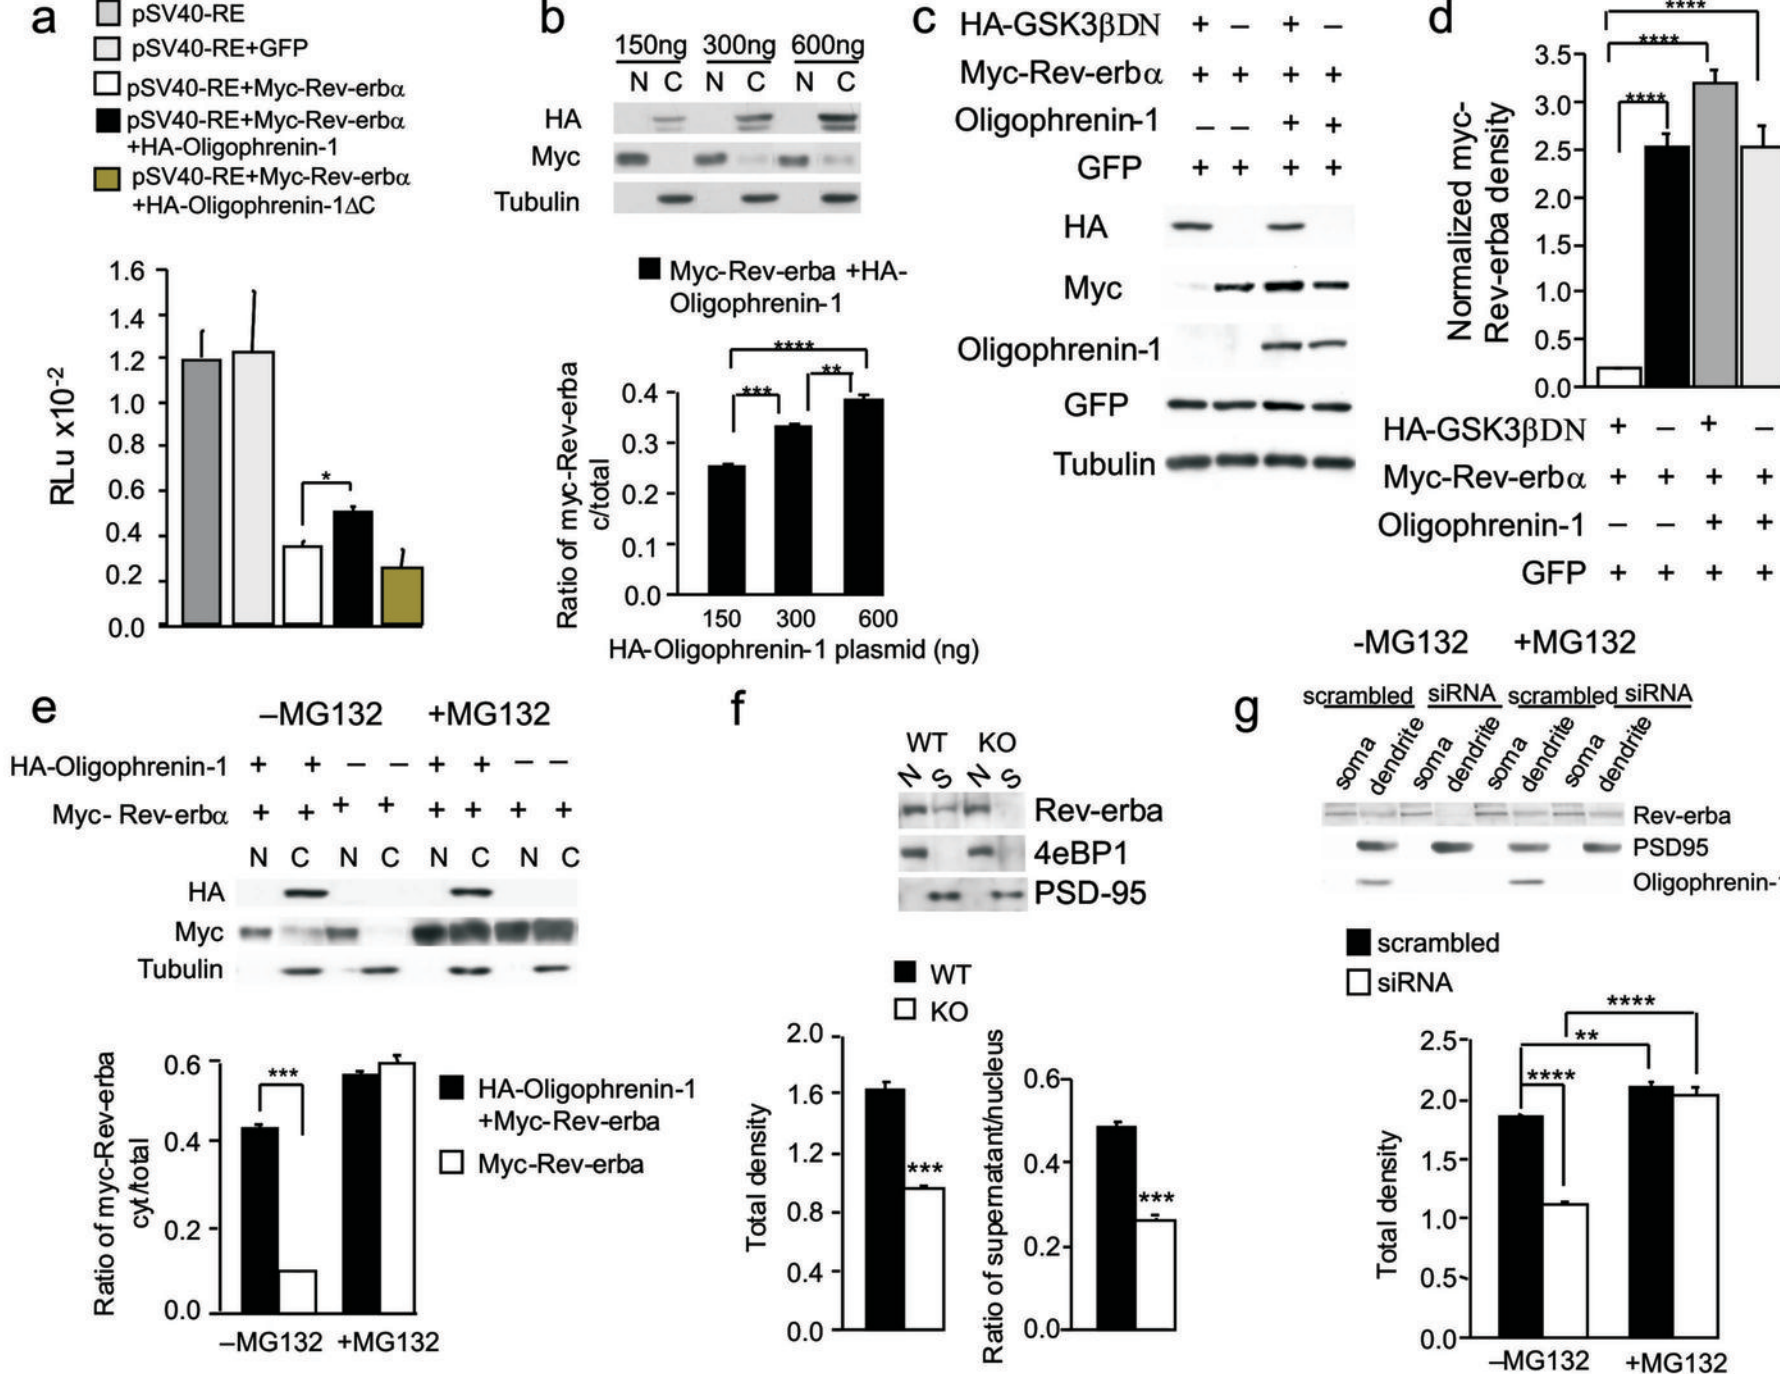 a
pSV40-RE
pSV40-RE+GFP
pSV40-RE+Myc-Rev-erbα
pSV40-RE+Myc-Rev-erbα
+HA-Oligophrenin-1
pSV40-RE+Myc-Rev-erbα
+HA-Oligophrenin-1ΔC
RLu x10-2
1.6
1.4
1.2
1.0
0.8
0.6
0.4
0.2
0.0
*
b
150ng 300ng 600ng
N C N C N C
HA
Myc
Tubulin
Myc-Rev-erba +HA-
Oligophrenin-1
Ratio of myc-Rev-erba
c/total
0.4
0.3
0.2
0.1
0.0
****
*** **
150 300 600
HA-Oligophrenin-1 plasmid (ng)
c
HA-GSK3βDN + – + –
Myc-Rev-erbα + + + +
Oligophrenin-1 – – + +
GFP + + + +
HA
Myc
Oligophrenin-1
GFP
Tubulin
d
Normalized myc-
Rev-erba density
3.5
3.0
2.5
2.0
1.5
1.0
0.5
0.0
****
****
****
HA-GSK3βDN + – + –
Myc-Rev-erbα + + + +
Oligophrenin-1 – – + +
GFP + + + +
e
–MG132 +MG132
HA-Oligophrenin-1 + + – – + + – –
Myc- Rev-erbα + + + + + + + +
N C N C N C N C
HA
Myc
Tubulin
Ratio of myc-Rev-erba
cyt/total
0.6
0.4
0.2
0.0
***
–MG132 +MG132
HA-Oligophrenin-1
+Myc-Rev-erba
Myc-Rev-erba
f
WT KO
N S N S
Rev-erba
4eBP1
PSD-95
WT
KO
Total density
2.0
1.6
1.2
0.8
0.4
0.0
***
Ratio of supernatant/nucleus
0.6
0.4
0.2
0.0
***
g
-MG132 +MG132
scrambled siRNA scrambled siRNA
soma dendrite soma dendrite soma dendrite soma dendrite
Rev-erba
PSD95
Oligophrenin-1
scrambled
siRNA
Total density
2.5
2.0
1.5
1.0
0.5
0.0
****
**
****
–MG132 +MG132